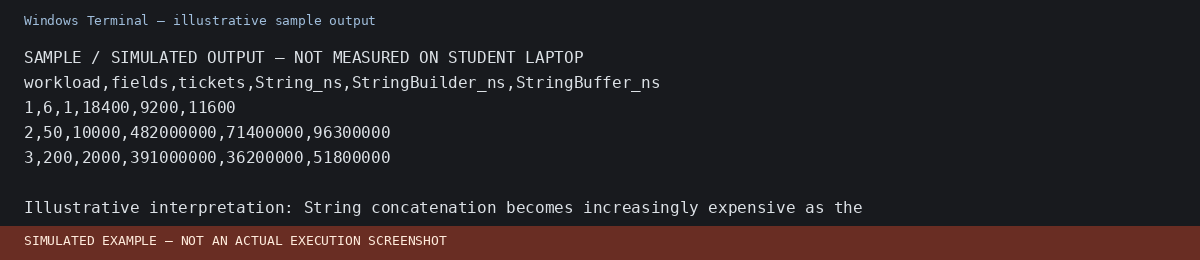 Windows Terminal — illustrative sample output
SAMPLE / SIMULATED OUTPUT — NOT MEASURED ON STUDENT LAPTOP
workload,fields,tickets,String_ns,StringBuilder_ns,StringBuffer_ns
1,6,1,18400,9200,11600
2,50,10000,482000000,71400000,96300000
3,200,2000,391000000,36200000,51800000
Illustrative interpretation: String concatenation becomes increasingly expensive as the
SIMULATED EXAMPLE — NOT AN ACTUAL EXECUTION SCREENSHOT